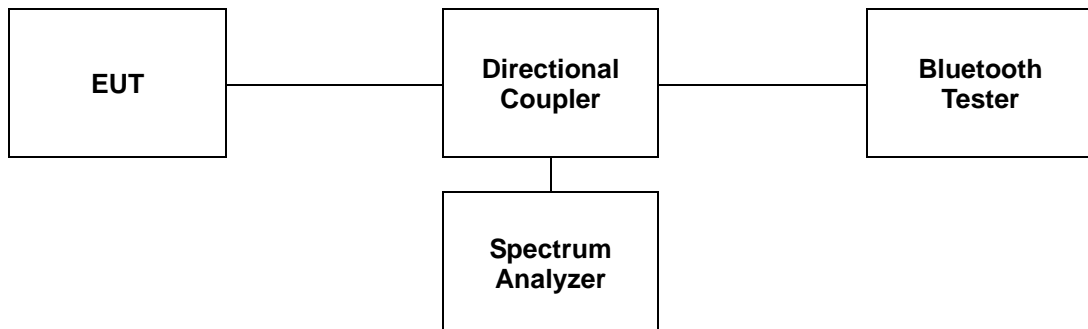 EUT
Directional
Coupler
Bluetooth
Tester
Spectrum
Analyzer